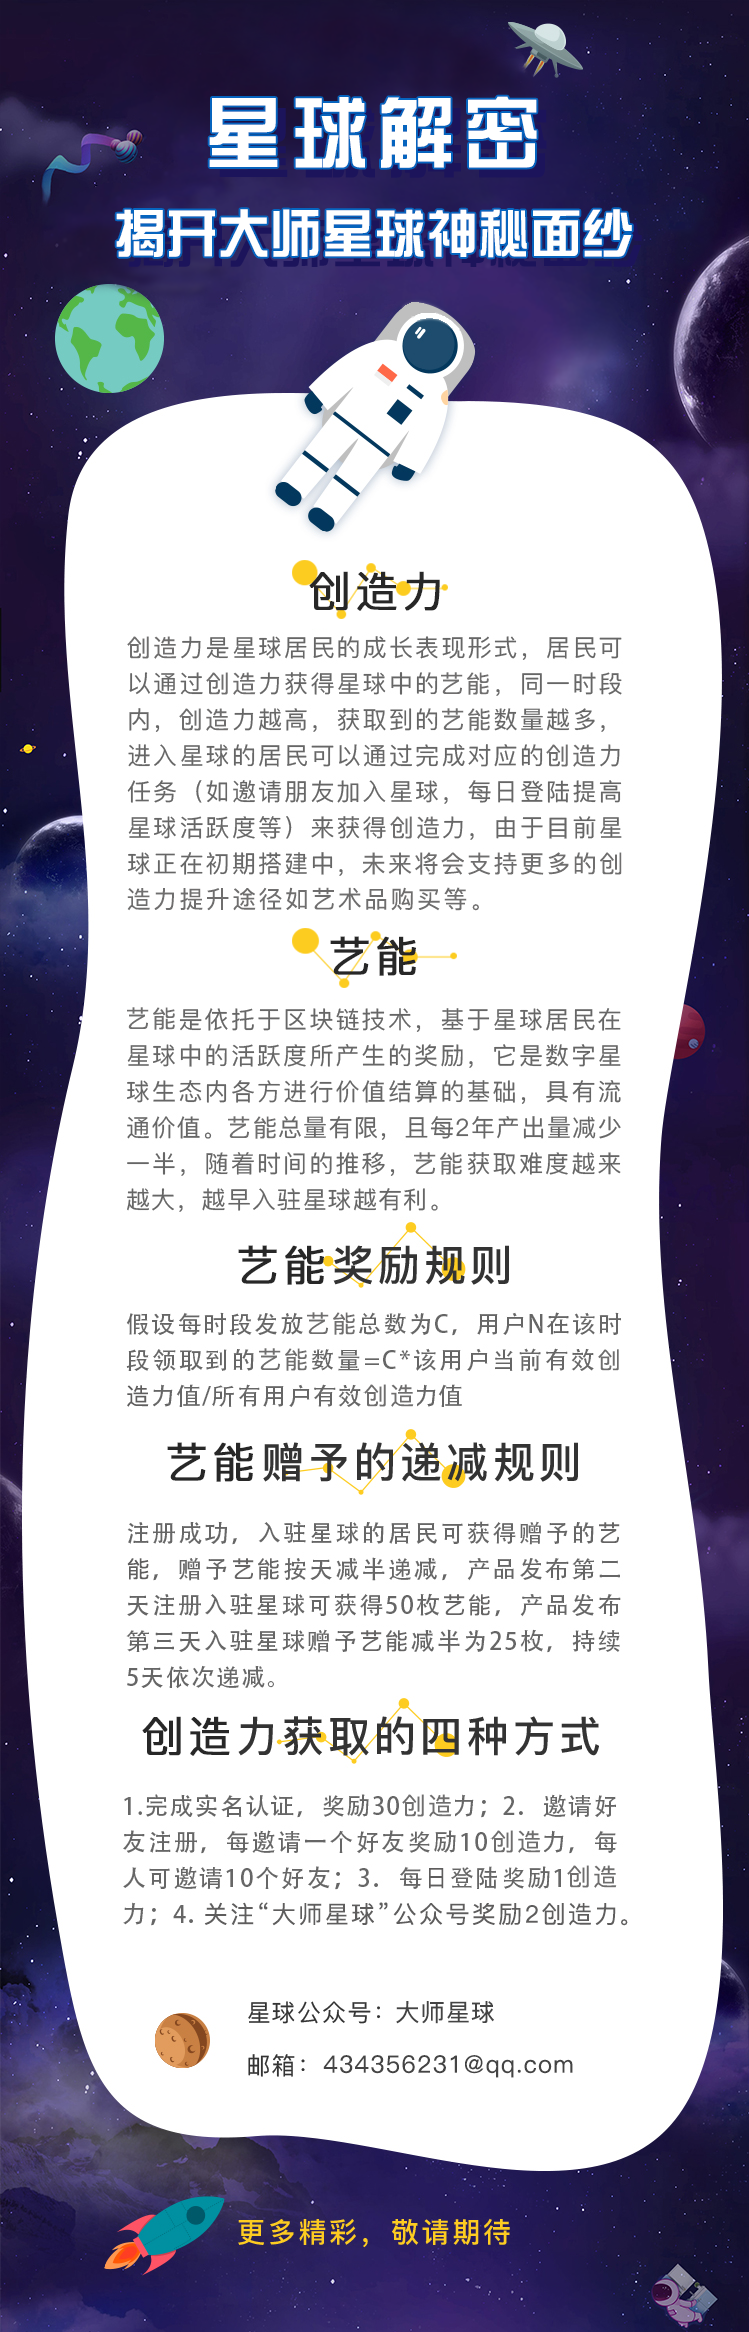 星球解密
揭开大师星球神秘面纱
创造力
创造力是星球居民的成长表现形式，居民可
以通过创造力获得星球中的艺能，同一时段
内，创造力越高，获取到的艺能数量越多，
进入星球的居民可以通过完成对应的创造力
任务（如邀请朋友加入星球，每日登陆提高
星球活跃度等）来获得创造力，由于目前星
球正在初期搭建中，未来将会支持更多的创
造力提升途径如艺术品购买等。
艺能
艺能是依托于区块链技术，基于星球居民在
星球中的活跃度所产生的奖励，它是数字星
球生态内各方进行价值结算的基础，具有流
通价值。艺能总量有限，且每2年产出量减少
一半，随着时间的推移，艺能获取难度越来
越大，越早入驻星球越有利。
艺能奖励规则
假设每时段发放艺能总数为C，用户N在该时
段领取到的艺能数量=C*该用户当前有效创
造力值/所有用户有效创造力值
艺能赠予的递减规则
注册成功，入驻星球的居民可获得赠予的艺
能，赠予艺能按天减半递减，产品发布第二
天注册入驻星球可获得50枚艺能，产品发布
第三天入驻星球赠予艺能减半为25枚，持续
5天依次递减。
创造力获取的四种方式
1.完成实名认证，奖励30创造力；2. 邀请好
友注册，每邀请一个好友奖励10创造力，每
人可邀请10个好友；3. 每日登陆奖励1创造
力；4. 关注“大师星球”公众号奖励2创造力。
星球公众号：大师星球
邮箱：434356231@qq.com
更多精彩，敬请期待